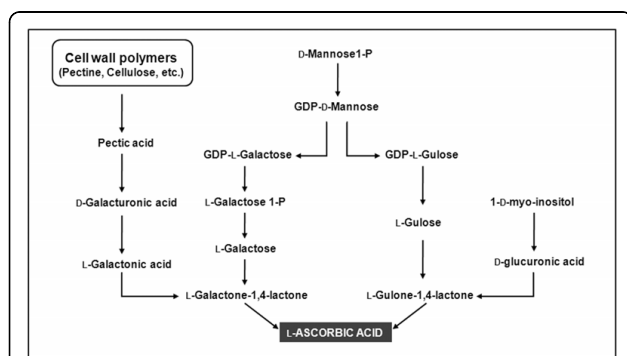 Cell wall polymers
(Pectine, Cellulose, etc.)
D-Mannose1-P
GDP-D-Mannose
Pectic acid
GDP-L-Galactose
GDP-L-Gulose
D-Galacturonic acid
L-Galactose 1-P
1-D-myo-inositol
L-Gulose
L-Galactose
L-Galactonic acid
D-glucuronic acid
L-Galactone-1,4-lactone
L-Gulone-1,4-lactone
L-ASCORBIC ACID